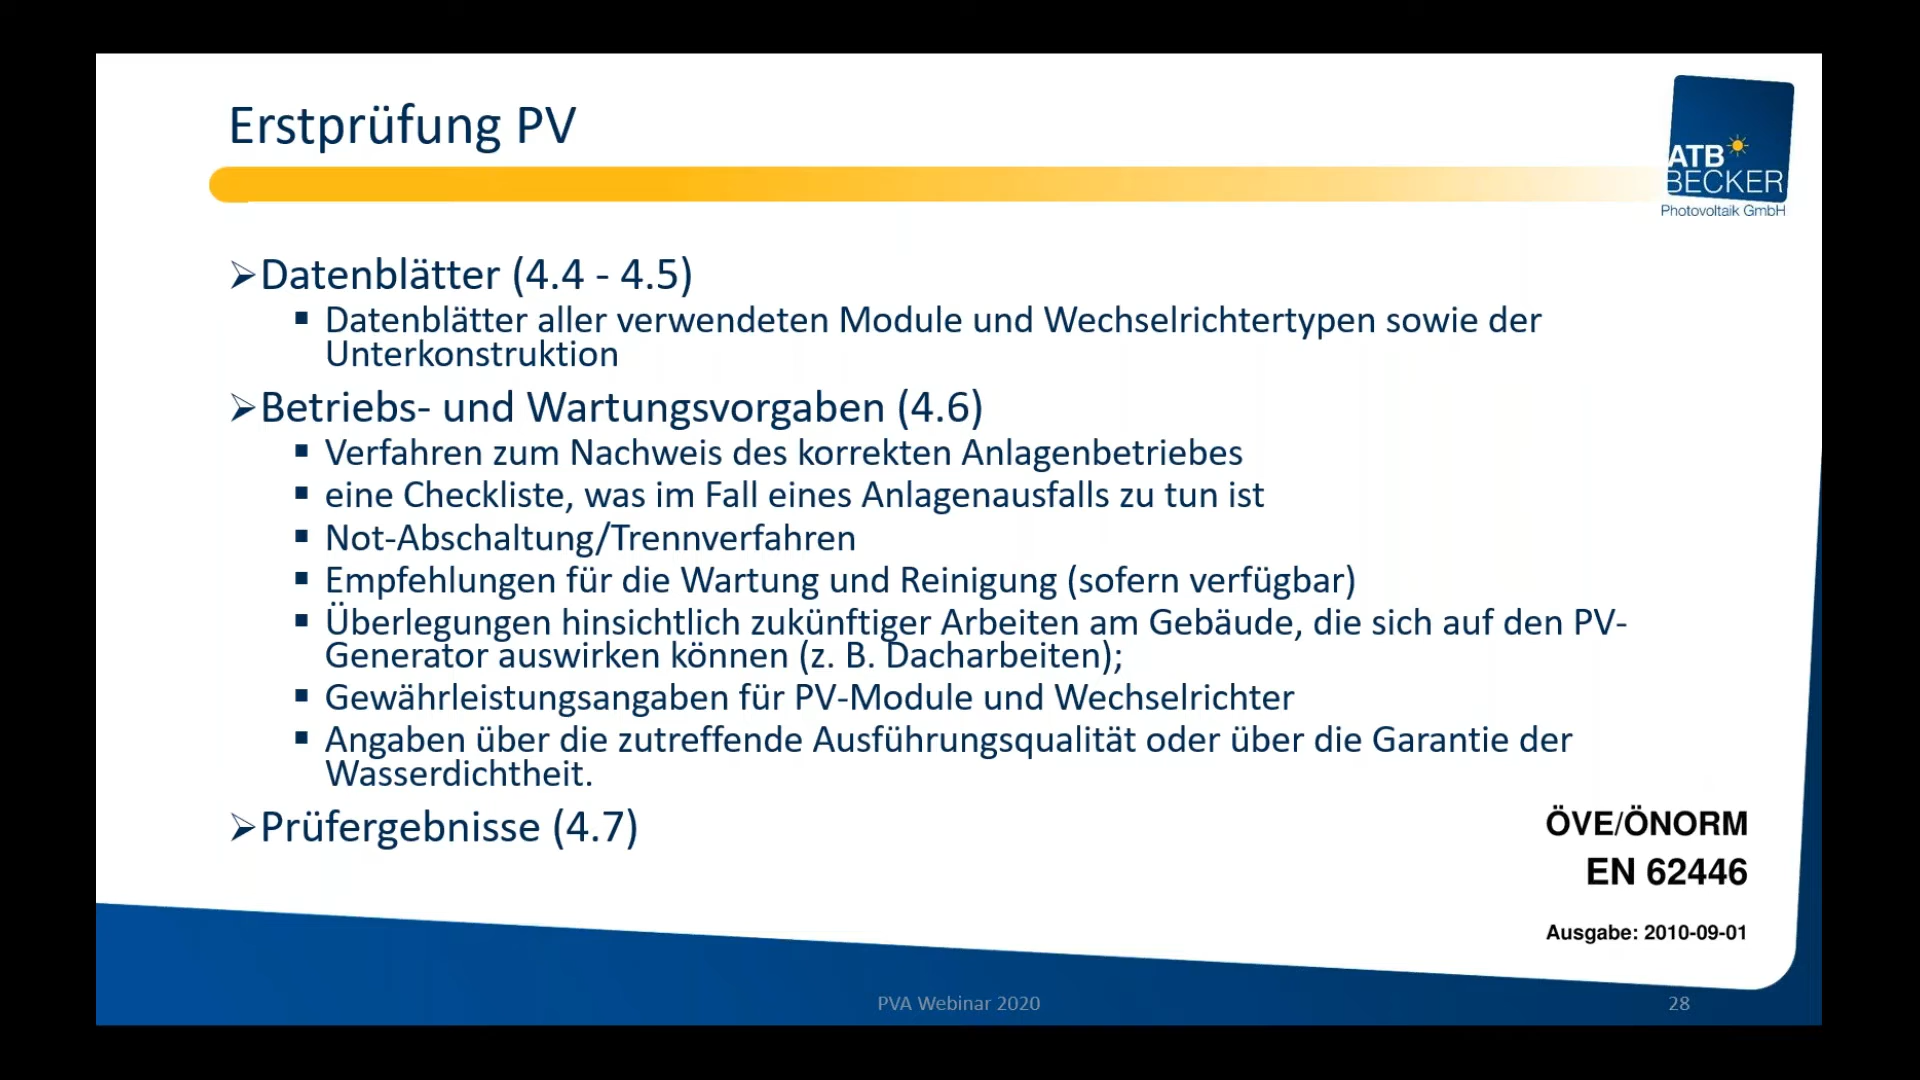 Erstprüfung PV
ATB
BECKER
Photovoltaik GmbH
➢Datenblätter (4.4 - 4.5)
▪ Datenblätter aller verwendeten Module und Wechselrichtertypen sowie der
Unterkonstruktion
➢Betriebs- und Wartungsvorgaben (4.6)
▪ Verfahren zum Nachweis des korrekten Anlagenbetriebes
▪ eine Checkliste, was im Fall eines Anlagenausfalls zu tun ist
▪ Not-Abschaltung/Trennverfahren
▪ Empfehlungen für die Wartung und Reinigung (sofern verfügbar)
▪ Überlegungen hinsichtlich zukünftiger Arbeiten am Gebäude, die sich auf den PV-
Generator auswirken können (z. B. Dacharbeiten);
▪ Gewährleistungsangaben für PV-Module und Wechselrichter
▪ Angaben über die zutreffende Ausführungsqualität oder über die Garantie der
Wasserdichtheit.
➢Prüfergebnisse (4.7)
ÖVE/ÖNORM
EN 62446
Ausgabe: 2010-09-01
PVA Webinar 2020
28